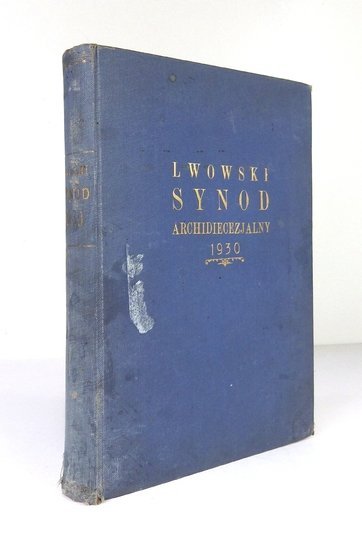 LWOWSKI
SYNOD
ARCHIDIECEZJALNY
1930